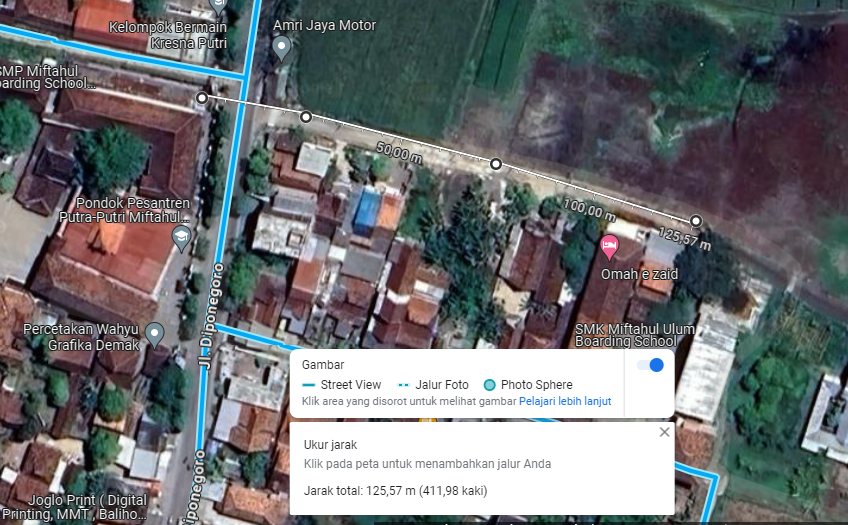 Kelompok Bermain
Kresna Putri
Amri Jaya Motor
SMP Miftahul
oarding School...
50,00 m
Pondok Pesantren
Putra-Putri Miftahul...
100,00 m
125,57 m
Omah e zaid
Jl. Diponegoro
Percetakan Wahyu
Grafika Demak
SMK Miftahul Ulum
Boarding School
Gambar
Street View
Jalur Foto
Photo Sphere
Klik area yang disorot untuk melihat gambar Pelajari lebih lanjut
Ukur jarak
Klik pada peta untuk menambahkan jalur Anda
Jarak total: 125,57 m (411,98 kaki)
iponegoro
Joglo Print ( Digital
Printing, MMT , Baliho...